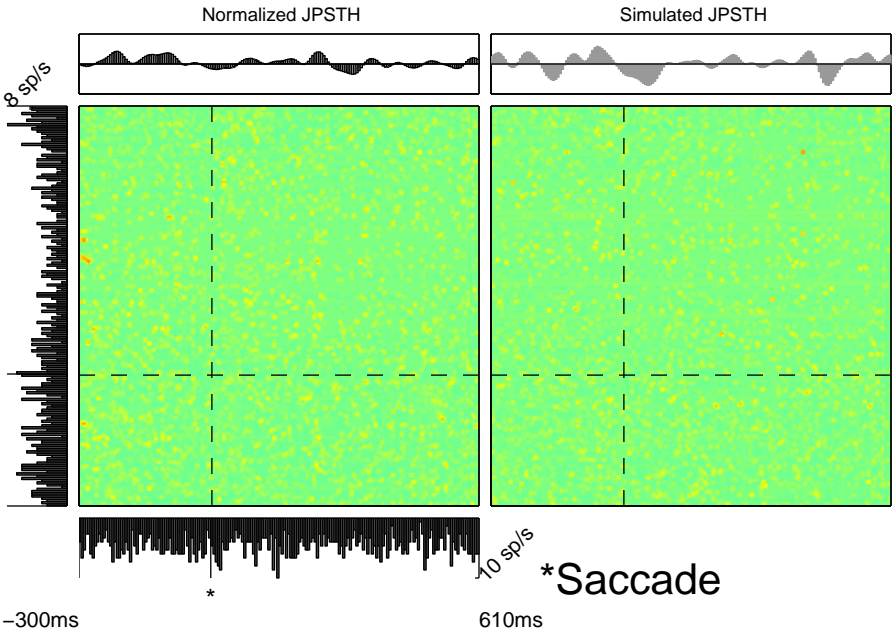 Normalized JPSTH
Simulated JPSTH
8 sp/s
10 sp/s
*Saccade
*
−300ms
610ms